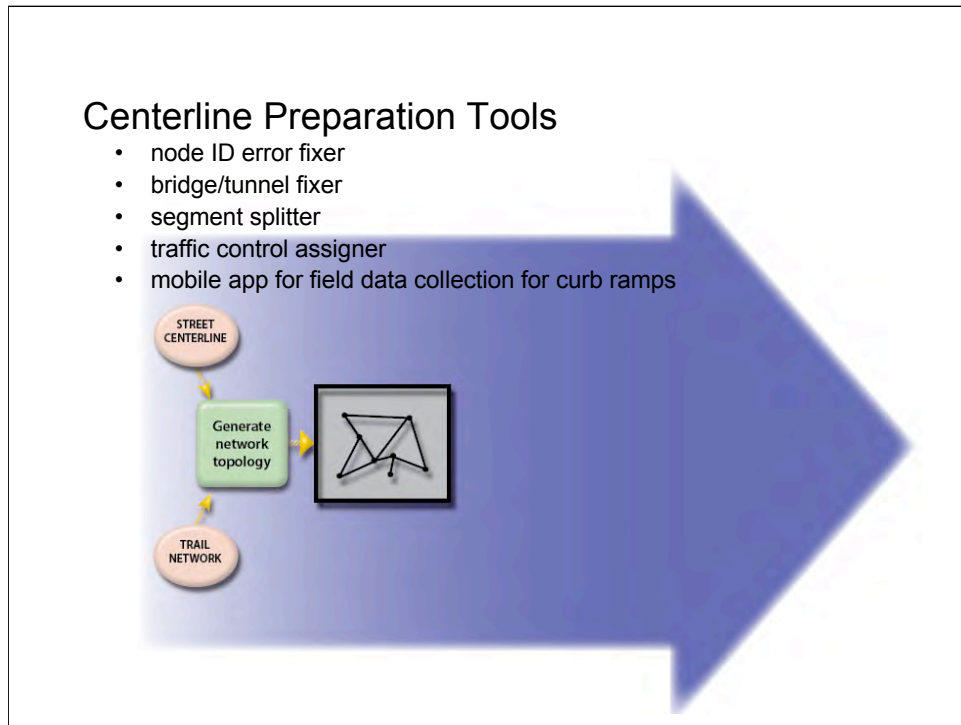 Centerline Preparation Tools
• node ID error fixer
• bridge/tunnel fixer
• segment splitter
• traffic control assigner
• mobile app for field data collection for curb ramps
STREET
CENTERLINE
Generate
network
topology
TRAIL
NETWORK